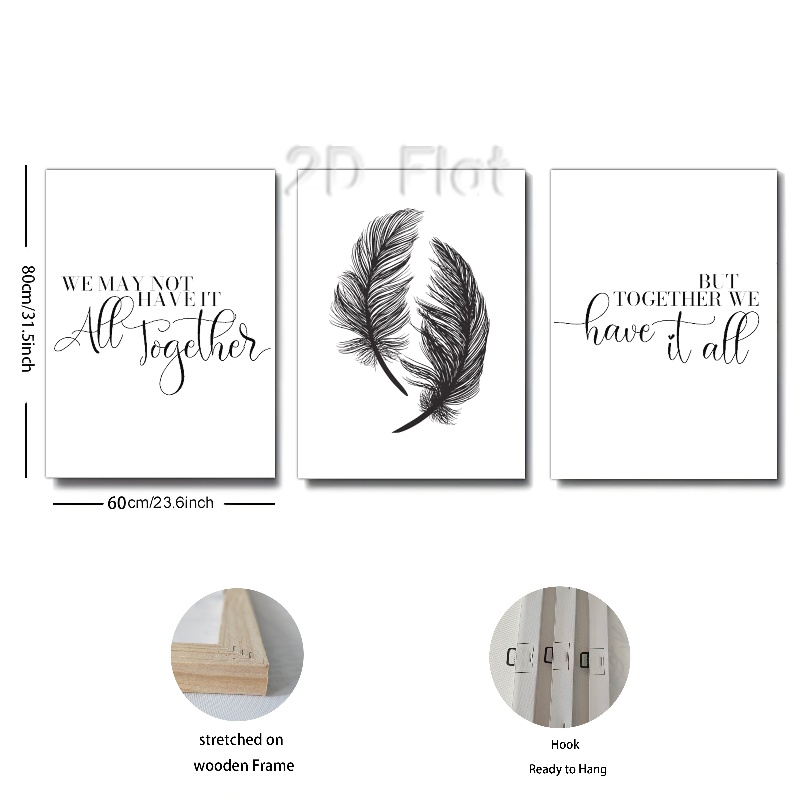 2D Flat
WE MAY NOT
HAVE IT
All Together
BUT
TOGETHER WE
have it all
80cm/31.5inch
60cm/23.6inch
stretched on
wooden Frame
Hook
Ready to Hang